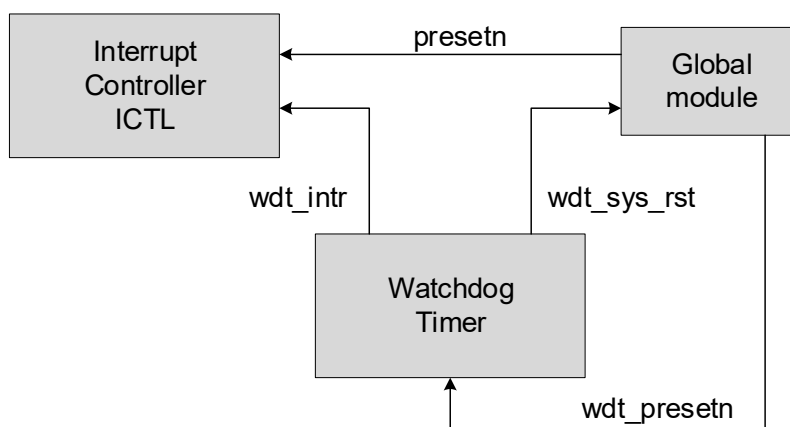 Interrupt
Controller
ICTL
presetn
Global
module
wdt_intr
wdt_sys_rst
Watchdog
Timer
wdt_presetn